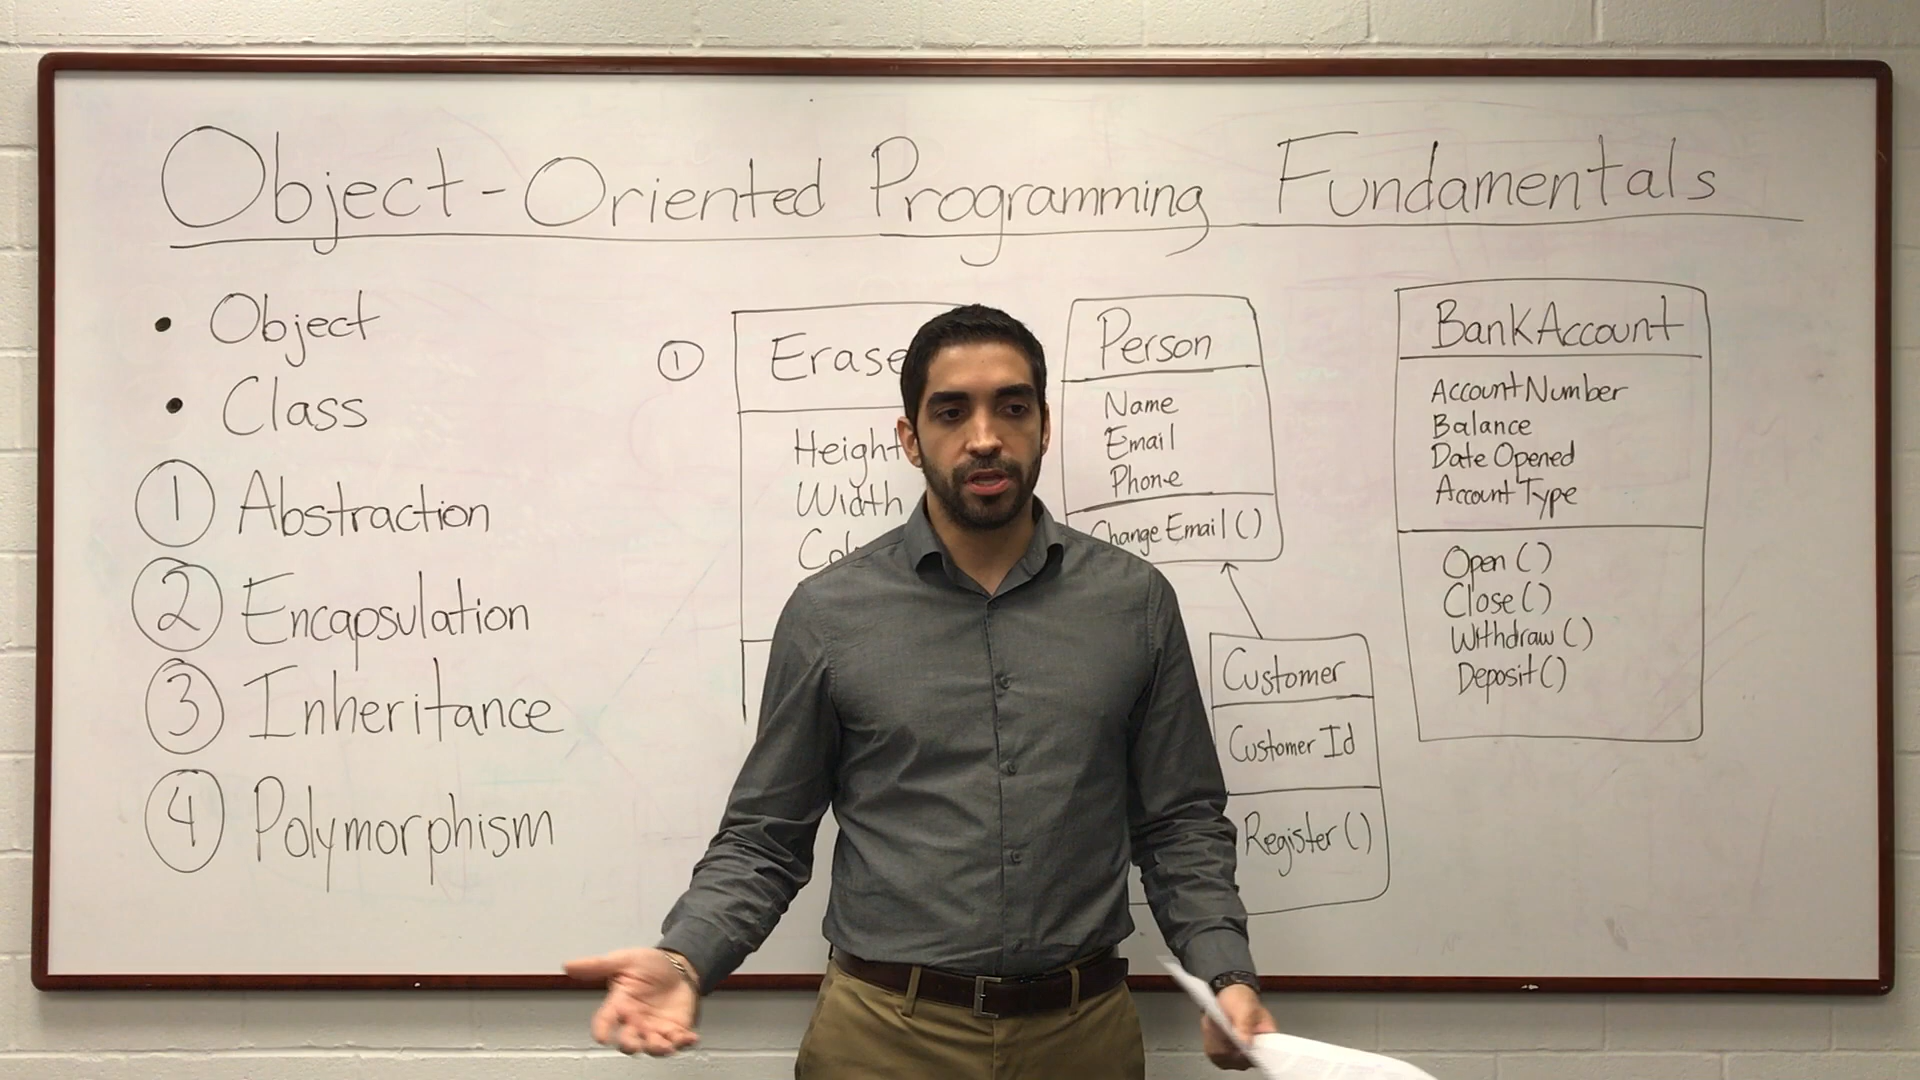 Object-Oriented Programming Fundamentals
• Object
• Class
1 Abstraction
2 Encapsulation
3 Inheritance
4 Polymorphism
1
Erase
Height
Width
Co
Person
Name
Email
Phone
Change Email ()
Customer
Customer Id
Register ()
BankAccount
AccountNumber
Balance
Date Opened
Account Type
Open ()
Close ()
Withdraw ()
Deposit ()